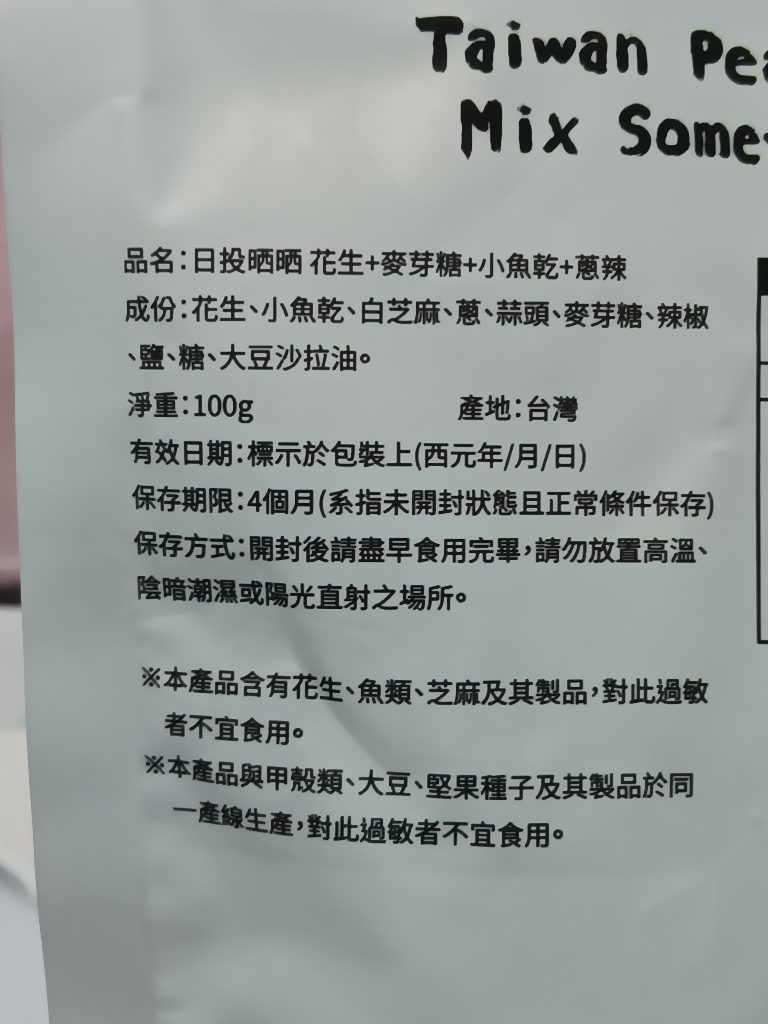 Taiwan Pea
Mix Some
品名：日投晒晒 花生+麥芽糖+小魚乾+蔥辣
成份：花生、小魚乾、白芝麻、蔥、蒜頭、麥芽糖、辣椒
、鹽、糖、大豆沙拉油。
淨重：100g 產地：台灣
有效日期：標示於包裝上(西元年/月/日)
保存期限：4個月(系指未開封狀態且正常條件保存)
保存方式：開封後請盡早食用完畢，請勿放置高溫、
陰暗潮濕或陽光直射之場所。
※本產品含有花生、魚類、芝麻及其製品，對此過敏
者不宜食用。
※本產品與甲殼類、大豆、堅果種子及其製品於同
一產線生產，對此過敏者不宜食用。